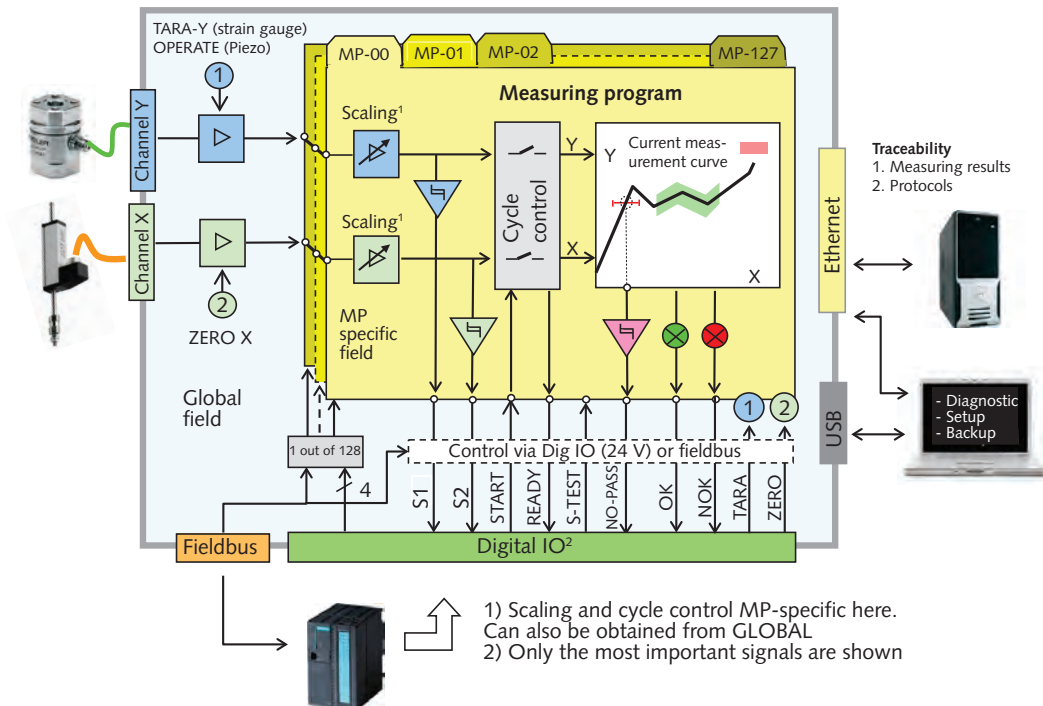 TARA-Y (strain gauge)
OPERATE (Piezo)
1
MP-00
MP-01
MP-02
MP-127
Measuring program
Channel Y
Scaling¹
Y
Y
Current meas-
urement curve
Cycle
control
Channel X
Scaling¹
X
X
2
ZERO X
MP
specific
field
Global
field
Ethernet
Traceability
1. Measuring results
2. Protocols
USB
- Diagnostic
- Setup
- Backup
1
2
1 out of 128
Control via Dig IO (24 V) or fieldbus
4
S1
S2
START
READY
S-TEST
NO-PASS
OK
NOK
TARA
ZERO
Fieldbus
Digital IO²
1) Scaling and cycle control MP-specific here.
Can also be obtained from GLOBAL
2) Only the most important signals are shown